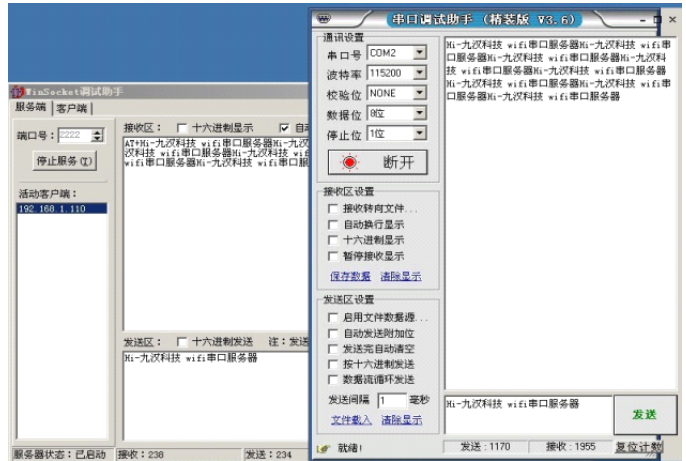 WinSocket调试助手
服务端
客户端
端口号：
2222
停止服务(T)
活动客户端：
192.168.1.110
接收区：
十六进制显示
自
AT+Hi-九汉科技 wifi串口服务器Hi-九汉
汉科技 wifi串口服务器Hi-九汉科技 wif
wifi串口服务器Hi-九汉科技 wifi串口服
发送区：
十六进制发送
注：发送
Hi-九汉科技 wifi串口服务器
服务器状态：已启动
接收：238
发送：234
串口调试助手（精装版 V3.6）
通讯设置
串口号 COM2
波特率 115200
校验位 NONE
数据位 8位
停止位 1位
断开
接收区设置
接收转向文件...
自动换行显示
十六进制显示
暂停接收显示
保存数据 清除显示
发送区设置
启用文件数据源...
自动发送附加位
发送完自动清空
按十六进制发送
数据流循环发送
发送间隔 1 毫秒
文件载入 清除显示
Hi-九汉科技 wifi串口服务器Hi-九汉科技 wifi串
口服务器Hi-九汉科技 wifi串口服务器Hi-九汉科
技 wifi串口服务器Hi-九汉科技 wifi串口服务器
Hi-九汉科技 wifi串口服务器Hi-九汉科技 wifi串
口服务器Hi-九汉科技 wifi串口服务器
Hi-九汉科技 wifi串口服务器
发送
就绪！
发送：1170
接收：1955
复位计数